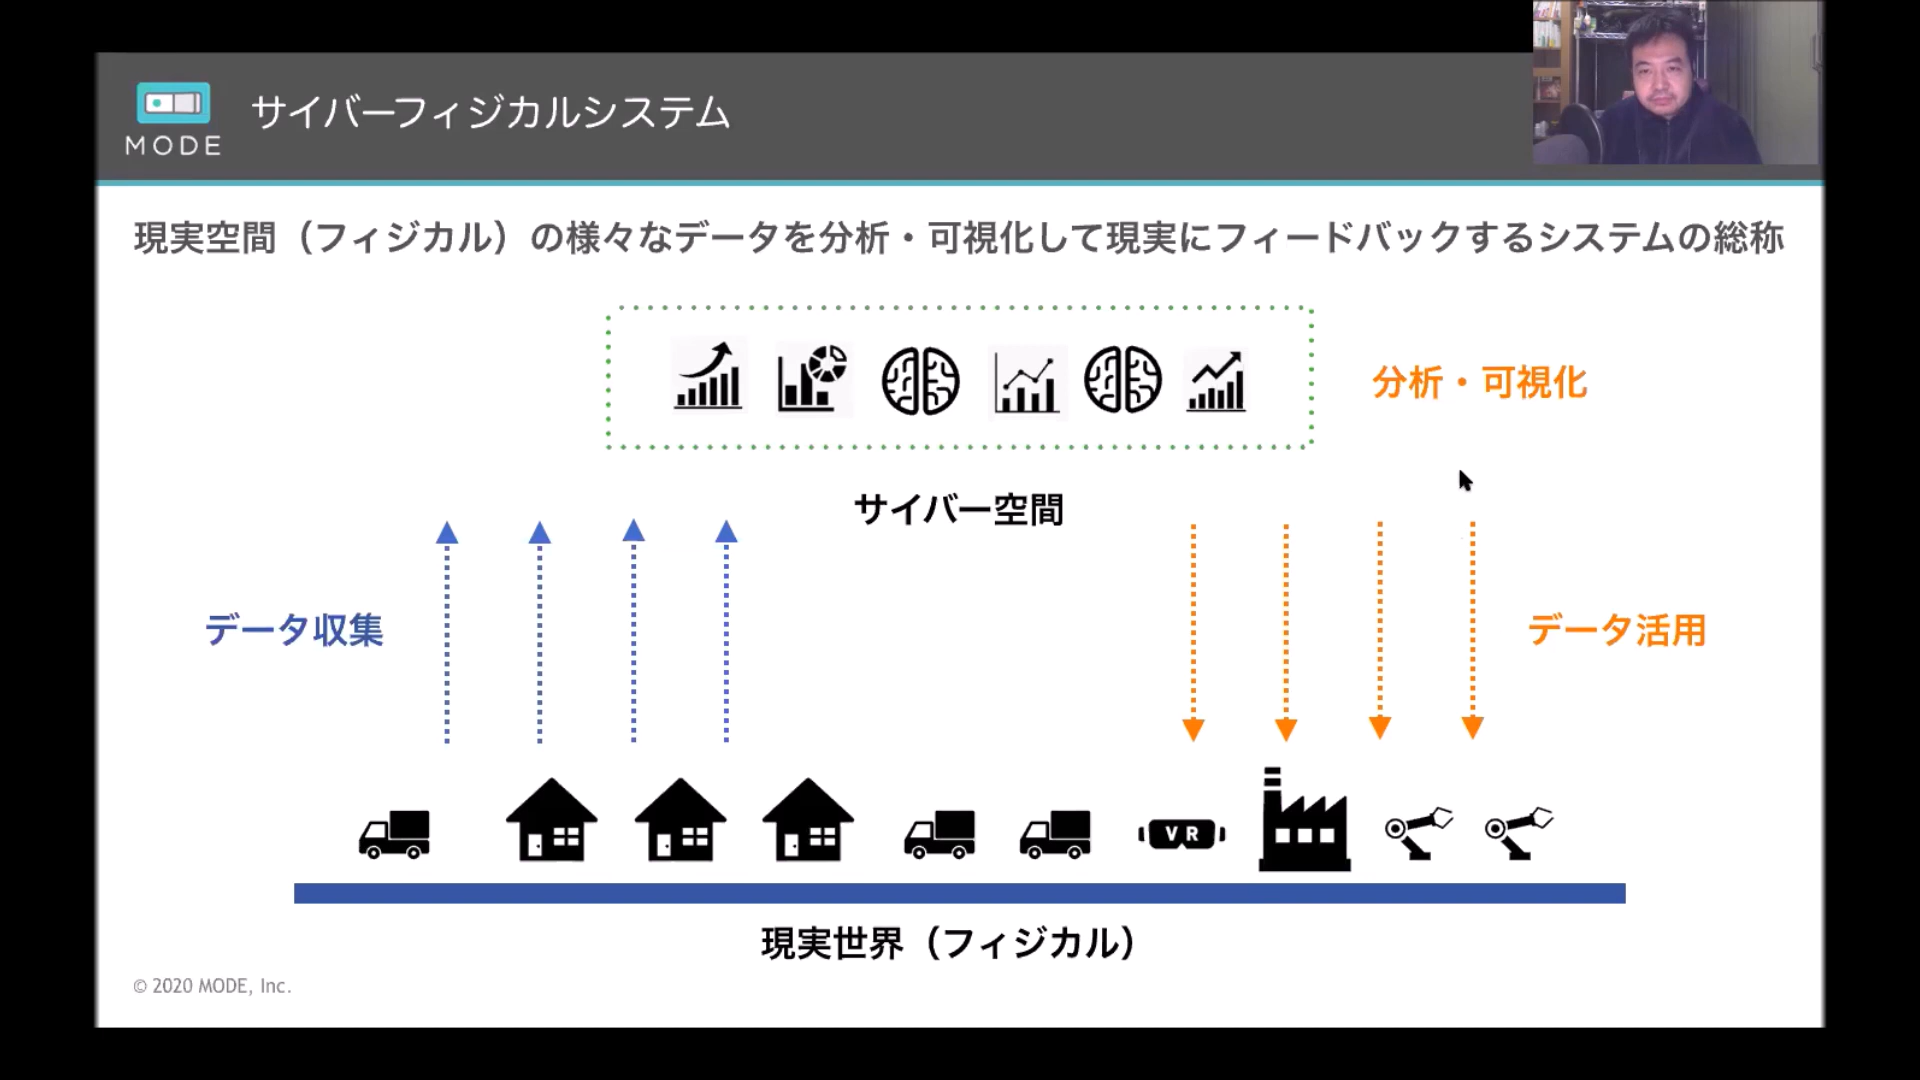 MODE
サイバーフィジカルシステム
現実空間（フィジカル）の様々なデータを分析・可視化して現実にフィードバックするシステムの総称
分析・可視化
サイバー空間
データ収集
データ活用
VR
現実世界（フィジカル）
© 2020 MODE, Inc.